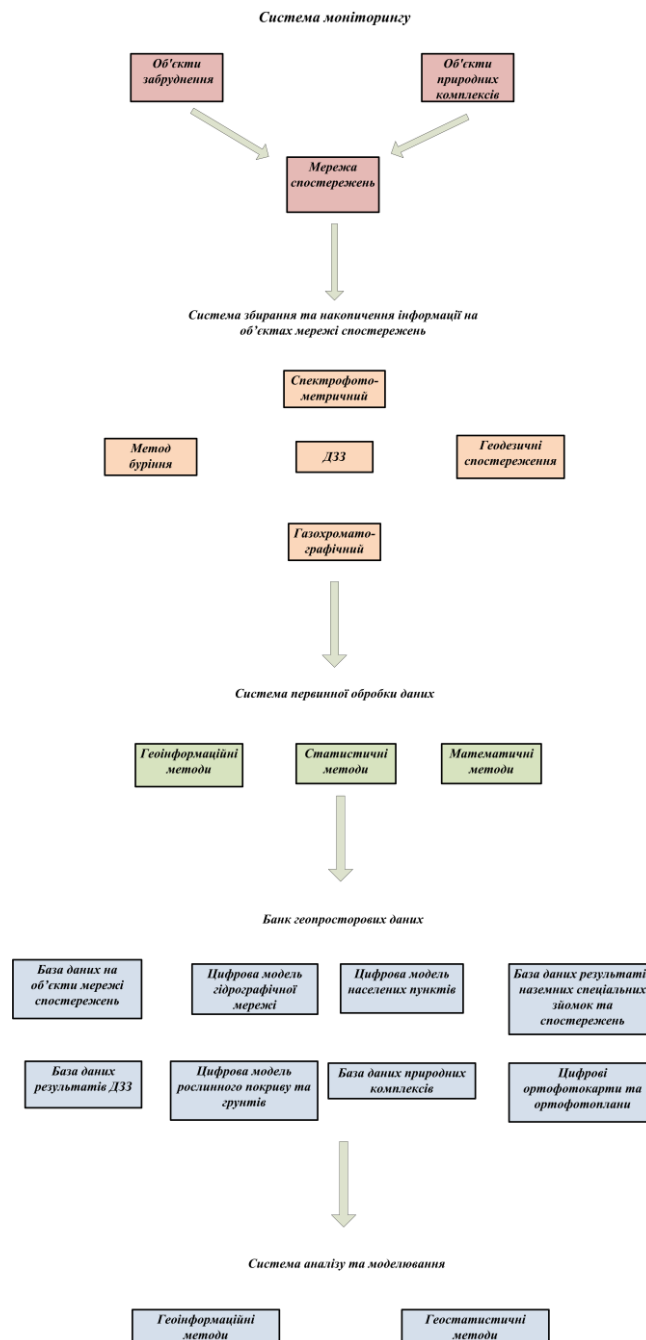 Система моніторингу
Об'єкти
забруднення
Об'єкти
природних
комплексів
Мережа
спостережень
Система збирання та накопичення інформації на
об’єктах мережі спостережень
Спектрофото-
метричний
Метод
буріння
ДЗЗ
Геодезичні
спостереження
Газохромато-
графічний
Система первинної обробки даних
Геоінформаційні
методи
Статистичні
методи
Математичні
методи
Банк геопросторових даних
База даних на
об’єкти мережі
спостережень
Цифрова модель
гідрографічної
мережі
Цифрова модель
населених пунктів
База даних результаті
наземних спеціальних
зйомок та
спостережень
База даних
результатів ДЗЗ
Цифрова модель
рослинного покриву та
грунтів
База даних природних
комплексів
Цифрові
ортофотокарти та
ортофотоплани
Система аналізу та моделювання
Геоінформаційні
методи
Геостатистичні
методи